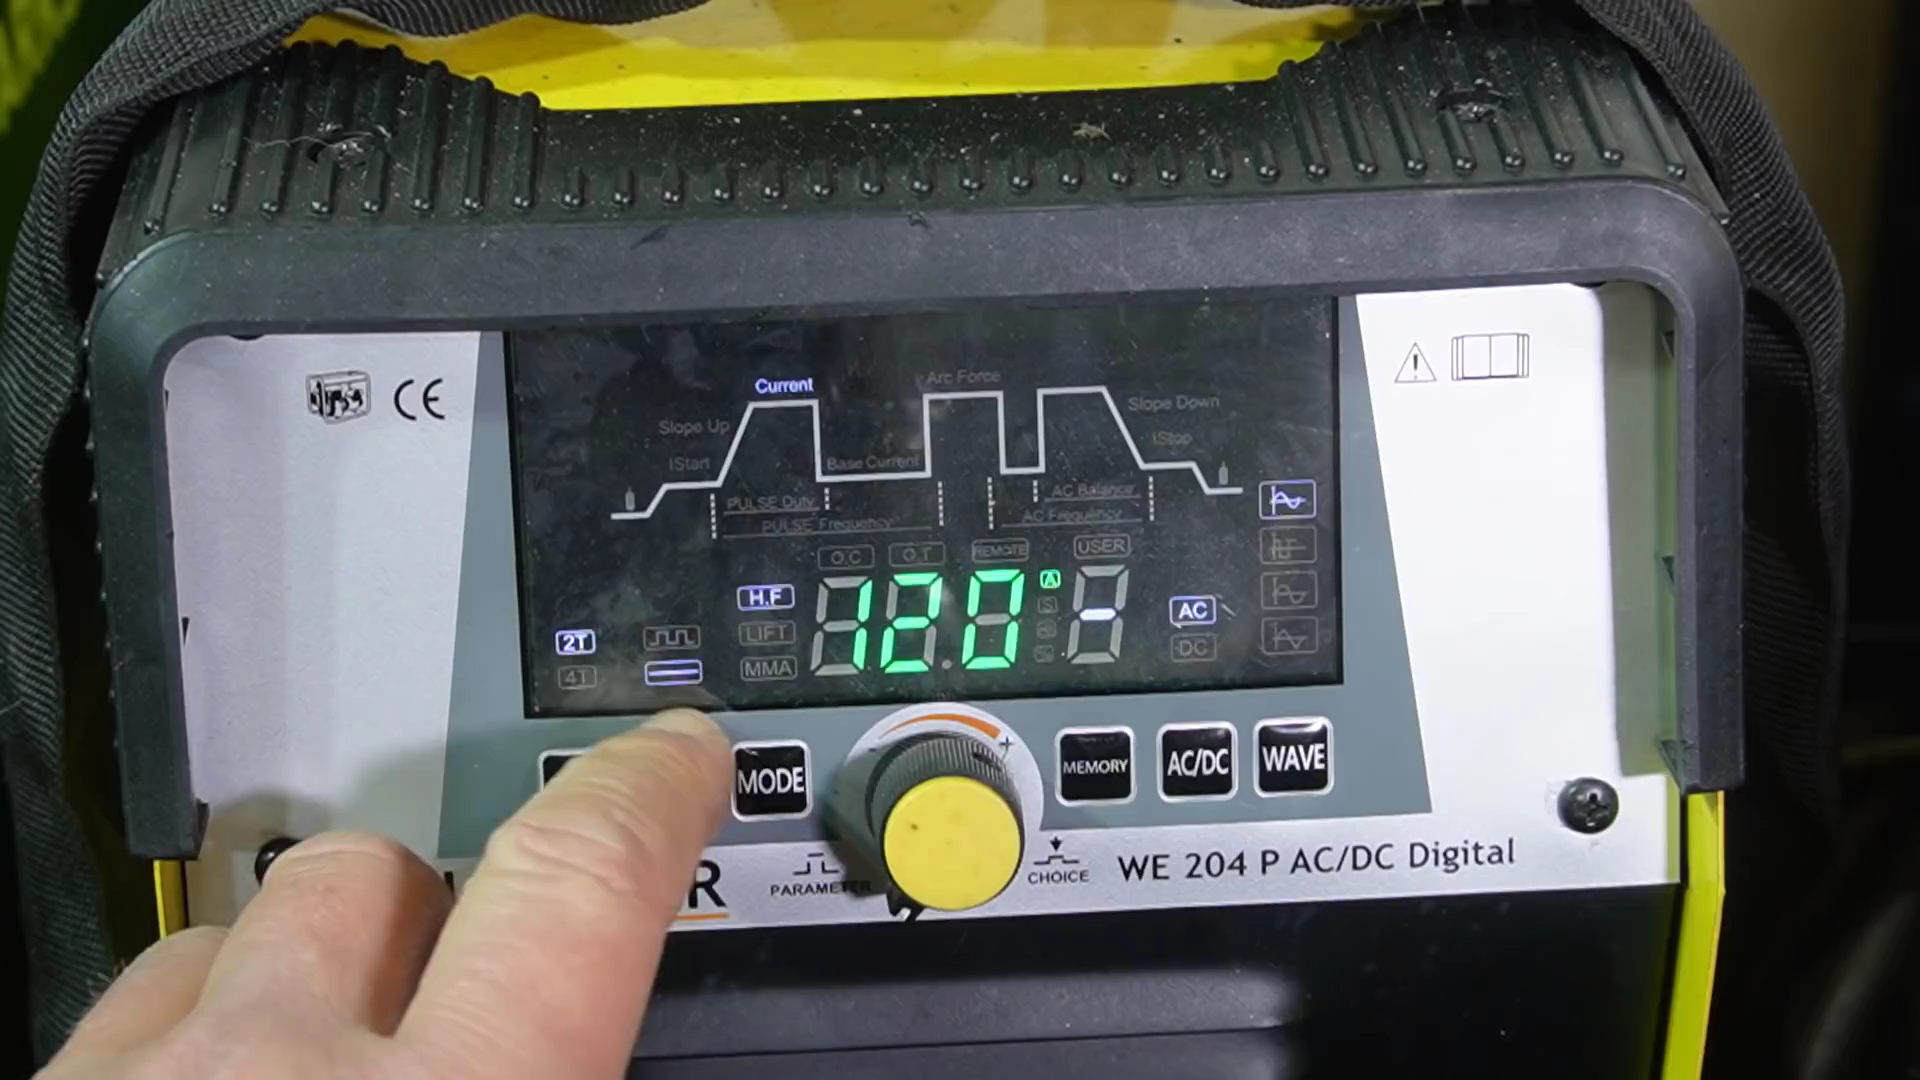 CE
Current
Arc Force
Slope Up
Slope Down
IStart
Base Current
IStop
PULSE Duty
AC Balance
PULSE Frequency
AC Frequency
O.C
O.T
REMOTE
USER
H.F
120
A
-
AC
S
2T
LIFT
DC
4T
MMA
MODE
MEMORY
AC/DC
WAVE
+
R
PARAMETER
CHOICE
WE 204 P AC/DC Digital